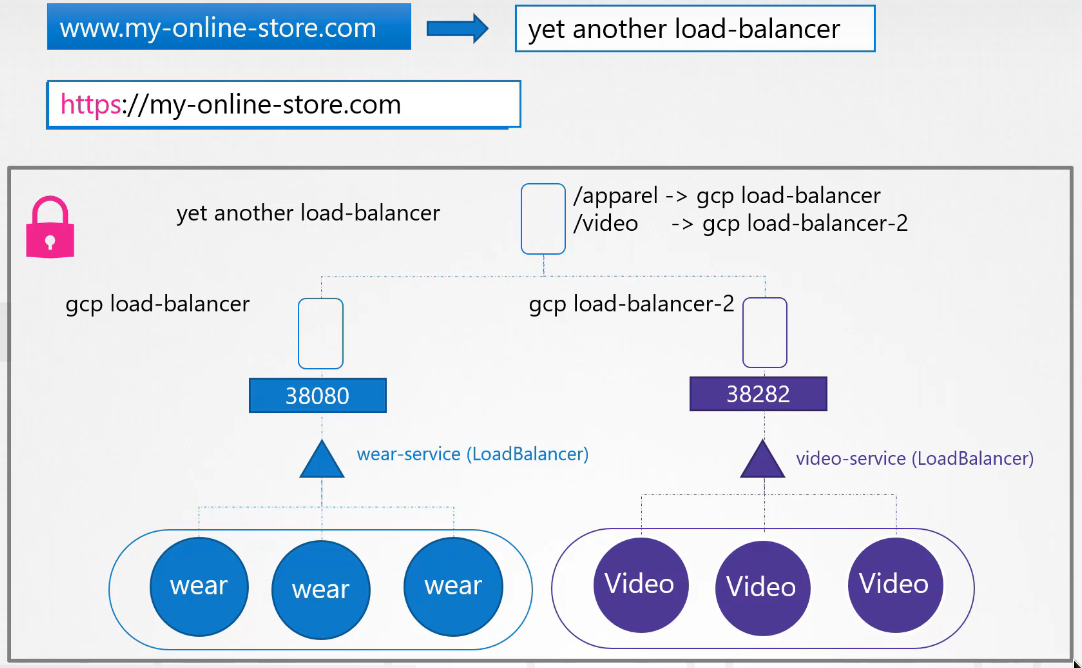 www.my-online-store.com
yet another load-balancer
https://my-online-store.com
yet another load-balancer
/apparel -> gcp load-balancer
/video -> gcp load-balancer-2
gcp load-balancer
gcp load-balancer-2
38080
38282
wear-service (LoadBalancer)
video-service (LoadBalancer)
wear
wear
wear
Video
Video
Video